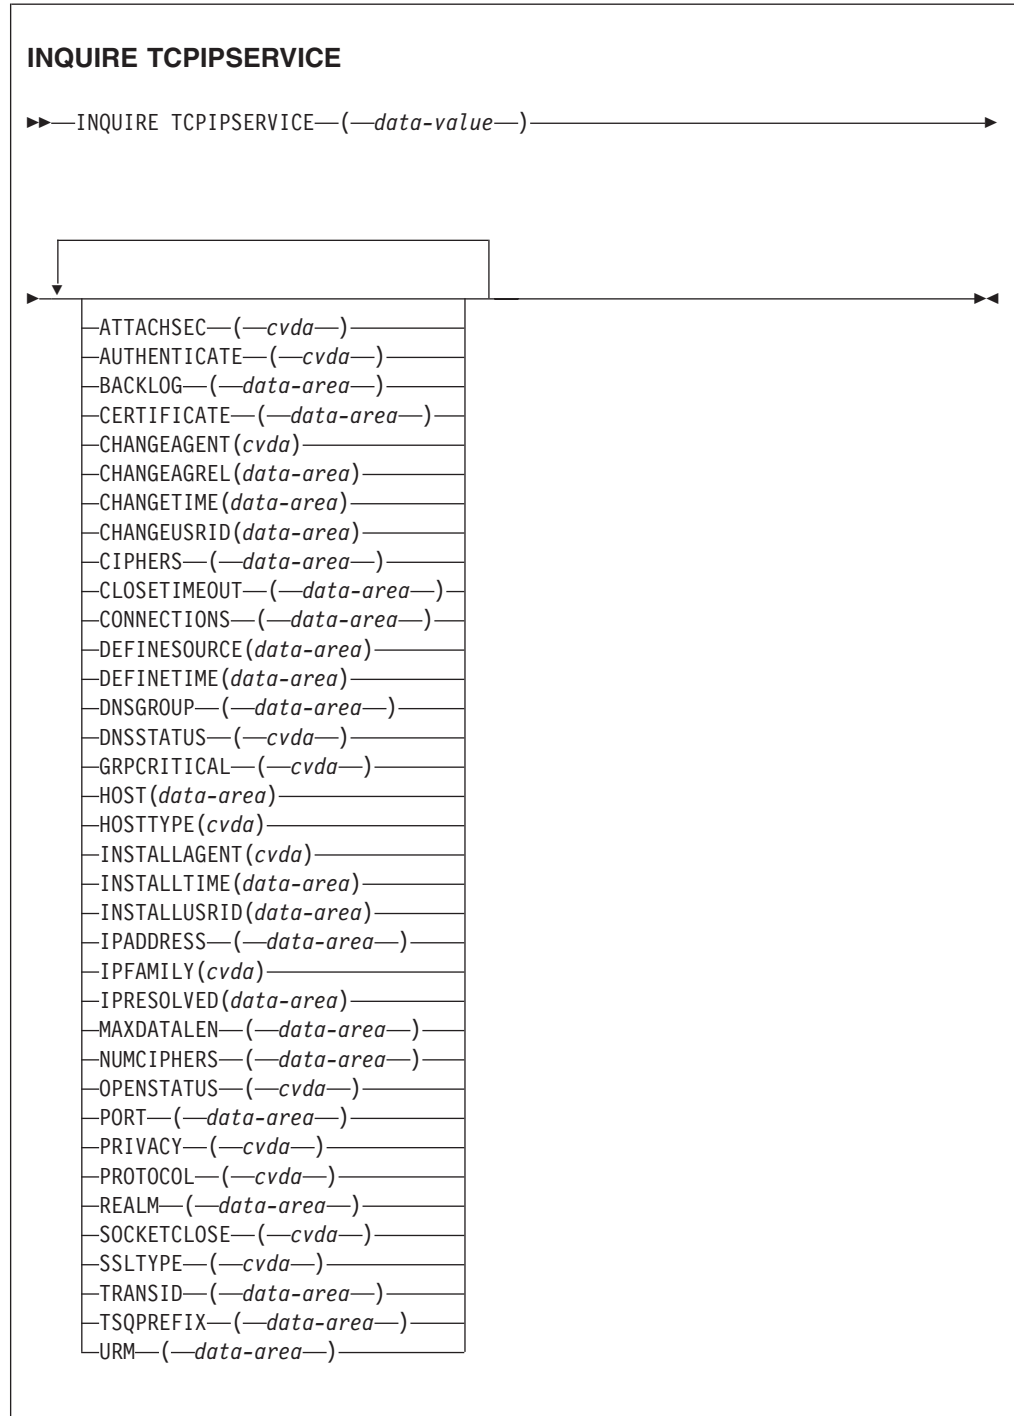 INQUIRE TCPIPSERVICE
INQUIRE TCPIPSERVICE ( data-value )
ATTACHSEC ( cvda )
AUTHENTICATE ( cvda )
BACKLOG ( data-area )
CERTIFICATE ( data-area )
CHANGEAGENT(cvda)
CHANGEAGREL(data-area)
CHANGETIME(data-area)
CHANGEUSRID(data-area)
CIPHERS ( data-area )
CLOSETIMEOUT ( data-area )
CONNECTIONS ( data-area )
DEFINESOURCE(data-area)
DEFINETIME(data-area)
DNSGROUP ( data-area )
DNSSTATUS ( cvda )
GRPCRITICAL ( cvda )
HOST(data-area)
HOSTTYPE(cvda)
INSTALLAGENT(cvda)
INSTALLTIME(data-area)
INSTALLUSRID(data-area)
IPADDRESS ( data-area )
IPFAMILY(cvda)
IPRESOLVED(data-area)
MAXDATALEN ( data-area )
NUMCIPHERS ( data-area )
OPENSTATUS ( cvda )
PORT ( data-area )
PRIVACY ( cvda )
PROTOCOL ( cvda )
REALM ( data-area )
SOCKETCLOSE ( cvda )
SSLTYPE ( cvda )
TRANSID ( data-area )
TSQPREFIX ( data-area )
URM ( data-area )